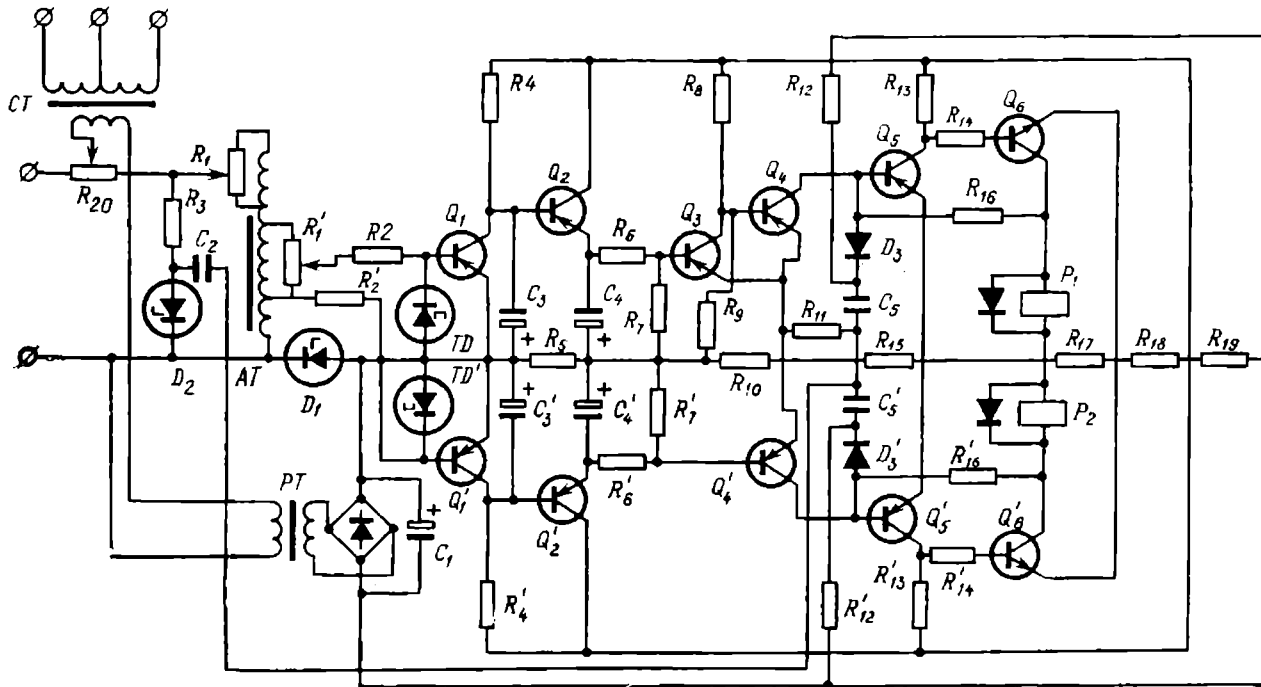 CT
R20
R3
C2
D2
R1
R1'
R2
R2'
AT
D1
TD
TD'
PT
C1
R4
Q1
Q1'
R4'
Q2
Q2'
C3
C3'
R5
C4
C4'
R6
R6'
R7
R7'
Q3
R8
R9
R10
Q4
Q4'
R11
R12
R12'
C5
C5'
D3
D3'
Q5
Q5'
R13
R13'
R14
R14'
R15
Q6
Q6'
R16
R16'
P1
P2
R17
R18
R19
+
+
+
+
+